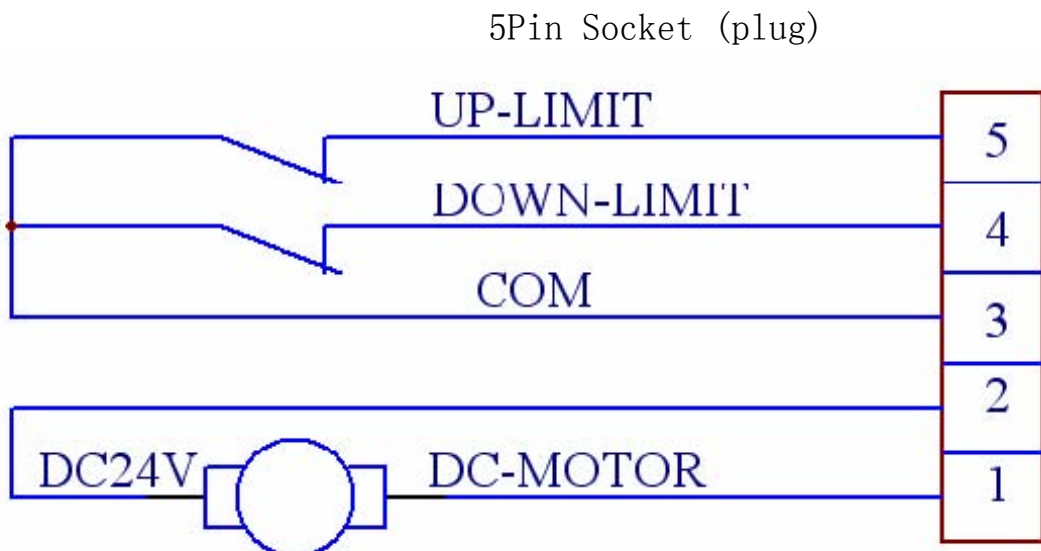 5Pin Socket (plug)
UP-LIMIT
5
DOWN-LIMIT
4
COM
3
2
DC24V DC-MOTOR
1